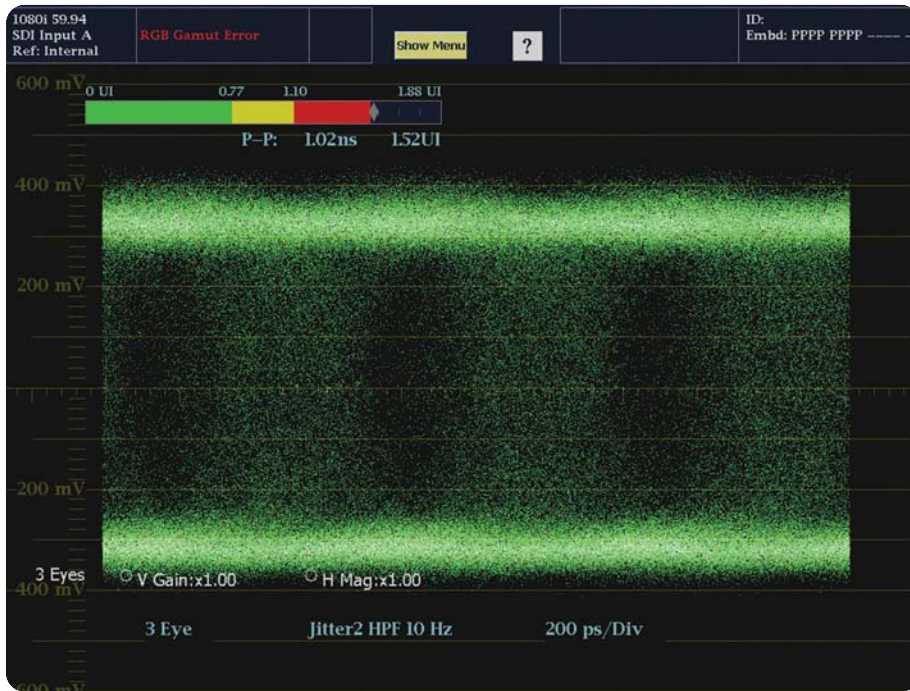 1080i 59.94
SDI Input A
Ref: Internal
RGB Gamut Error
Show Menu
?
ID:
Embd: PPPP PPPP ---- -
600 mV
0 UI 0.77 1.10 1.88 UI
P-P: 1.02ns 1.52UI
400 mV
200 mV
-200 mV
3 Eyes
V Gain:x1.00
H Mag:x1.00
-400 mV
3 Eye
Jitter2 HPF 10 Hz
200 ps/Div